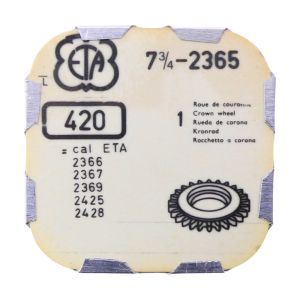 ETA
7¾-2365
420
= cal ETA
2366
2367
2369
2425
2428
1
Roue de couronne
Crown wheel
Rueda de corona
Kronrad
Rocchetto a corona